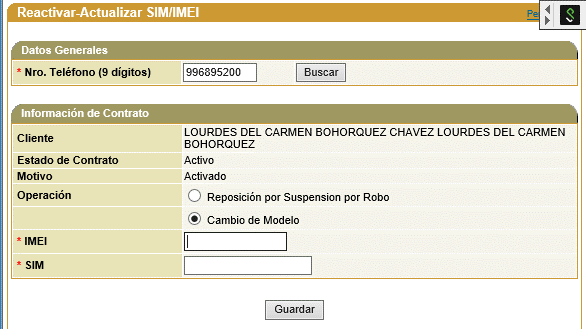 Reactivar-Actualizar SIM/IMEI
Datos Generales
* Nro. Teléfono (9 dígitos) 996895200 Buscar
Información de Contrato
Cliente LOURDES DEL CARMEN BOHORQUEZ CHAVEZ LOURDES DEL CARMEN
BOHORQUEZ
Estado de Contrato Activo
Motivo Activado
Operación Reposición por Suspension por Robo
Cambio de Modelo
* IMEI
* SIM
Guardar